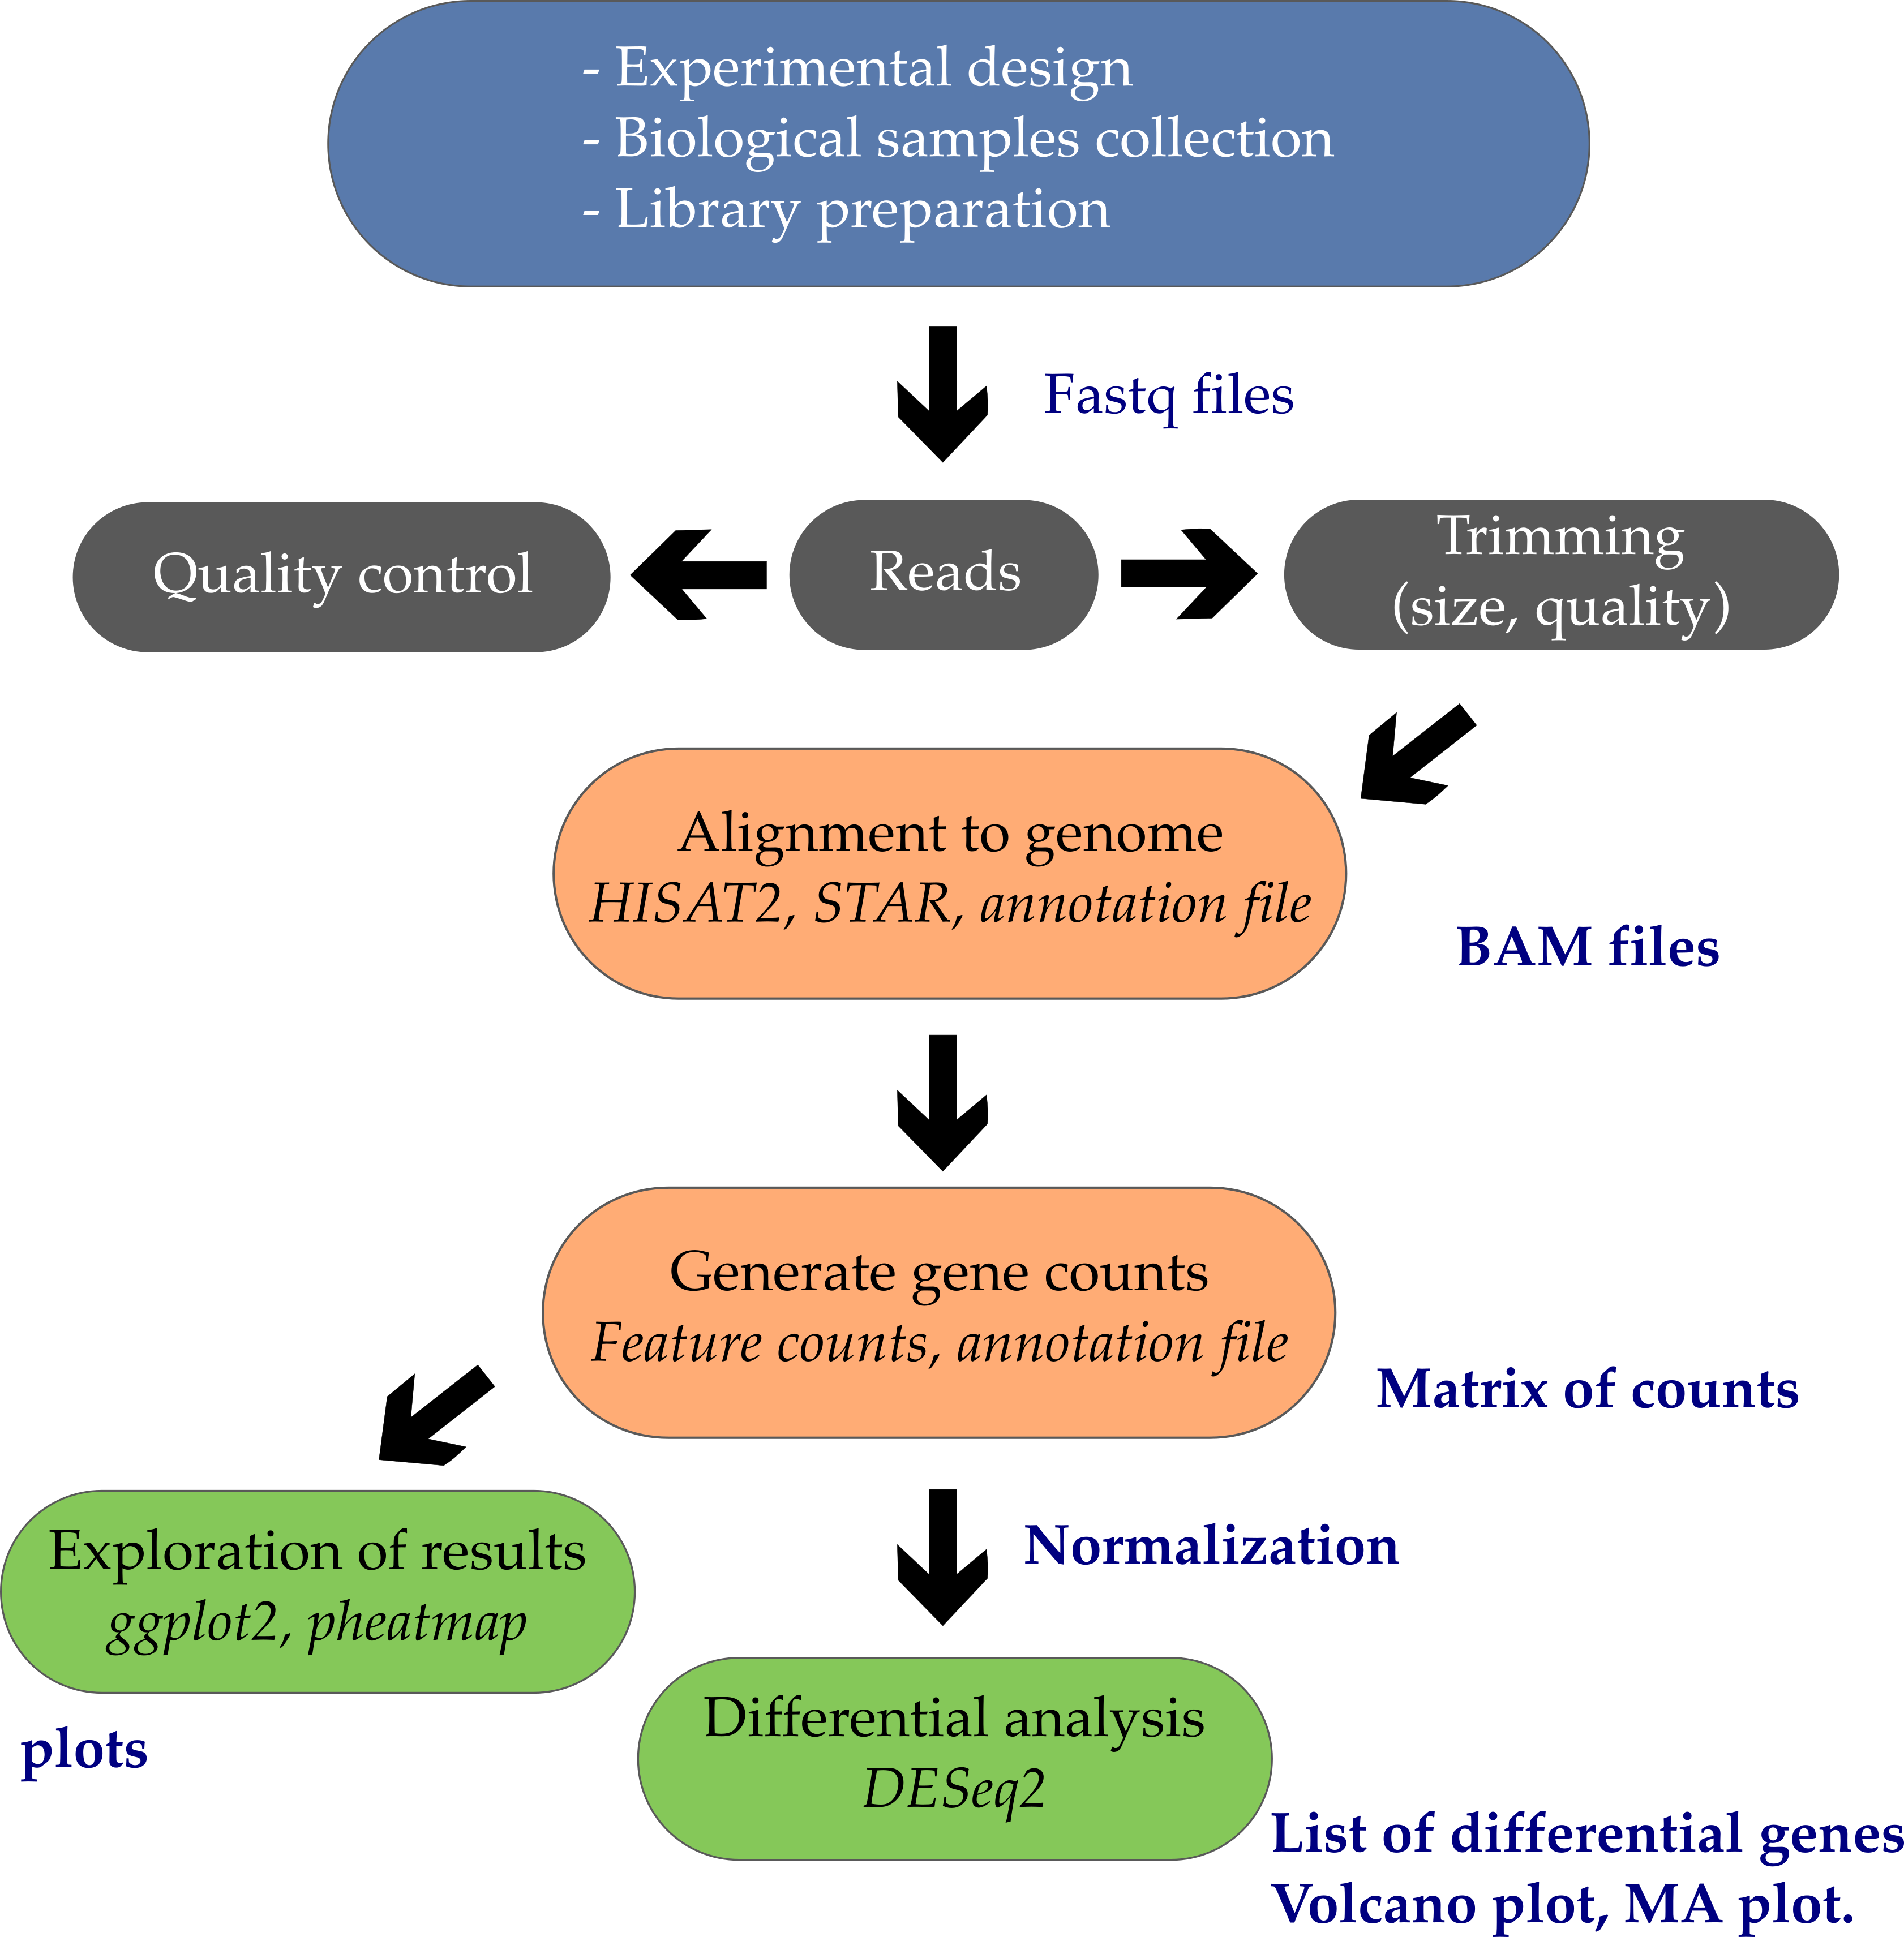 - Experimental design
- Biological samples collection
- Library preparation
Fastq files
Quality control
Reads
Trimming
(size, quality)
Alignment to genome
HISAT2, STAR, annotation file
BAM files
Generate gene counts
Feature counts, annotation file
Matrix of counts
Exploration of results
ggplot2, pheatmap
plots
Normalization
Differential analysis
DESeq2
List of differential genes
Volcano plot, MA plot.